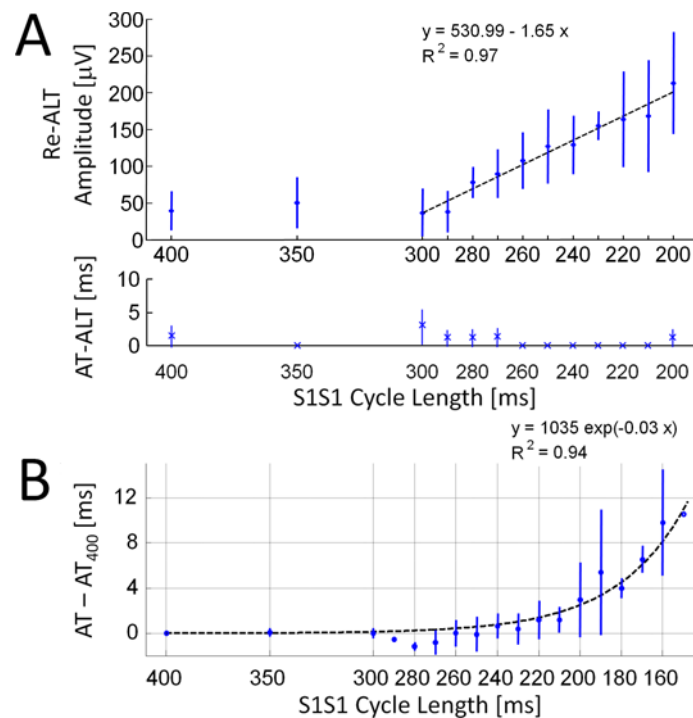 A
y = 530.99 - 1.65 x
R² = 0.97
Re-ALT
Amplitude [µV]
300
250
200
150
100
50
0
400 350 300 280 260 240 220 200
AT-ALT [ms]
10
5
0
400 350 300 280 260 240 220 200
S1S1 Cycle Length [ms]
B
y = 1035 exp(-0.03 x)
R² = 0.94
AT – AT₄₀₀ [ms]
12
8
4
0
400 350 300 280 260 240 220 200 180 160
S1S1 Cycle Length [ms]